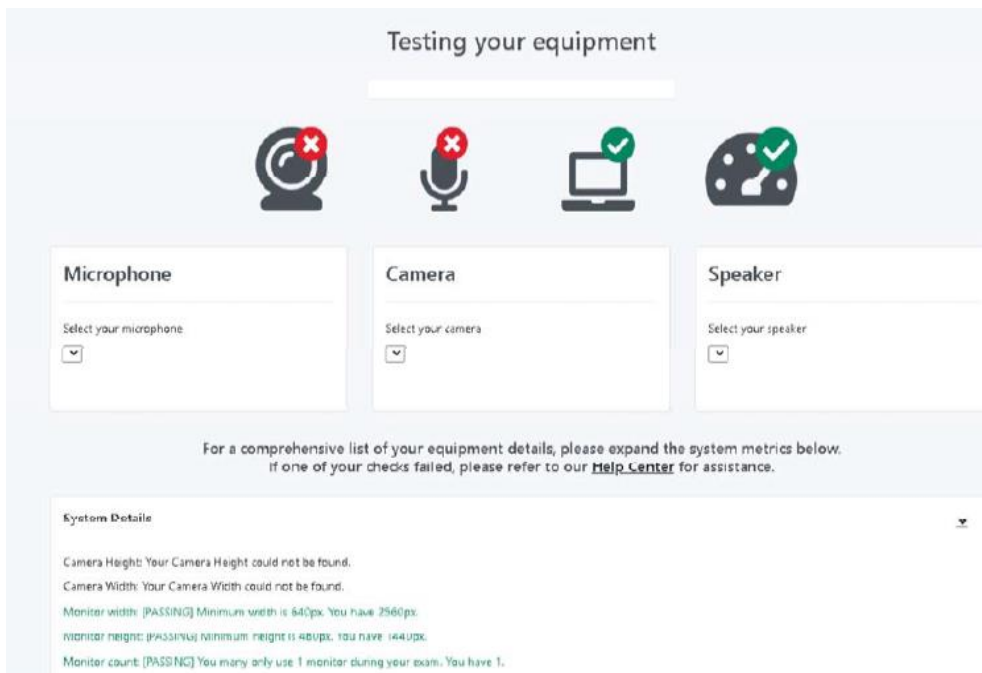 Testing your equipment
Microphone
Camera
Speaker
Select your microphone
Select your camera
Select your speaker
For a comprehensive list of your equipment details, please expand the system metrics below.
If one of your checks failed, please refer to our Help Center for assistance.
System Details
Camera Height: Your Camera Height could not be found.
Camera Width: Your Camera Width could not be found.
Monitor width: [PASSING] Minimum width is 640px. You have 2560px.
Monitor height: [PASSING] Minimum height is 480px. You have 1440px.
Monitor count: [PASSING] You many only use 1 monitor during your exam. You have 1.